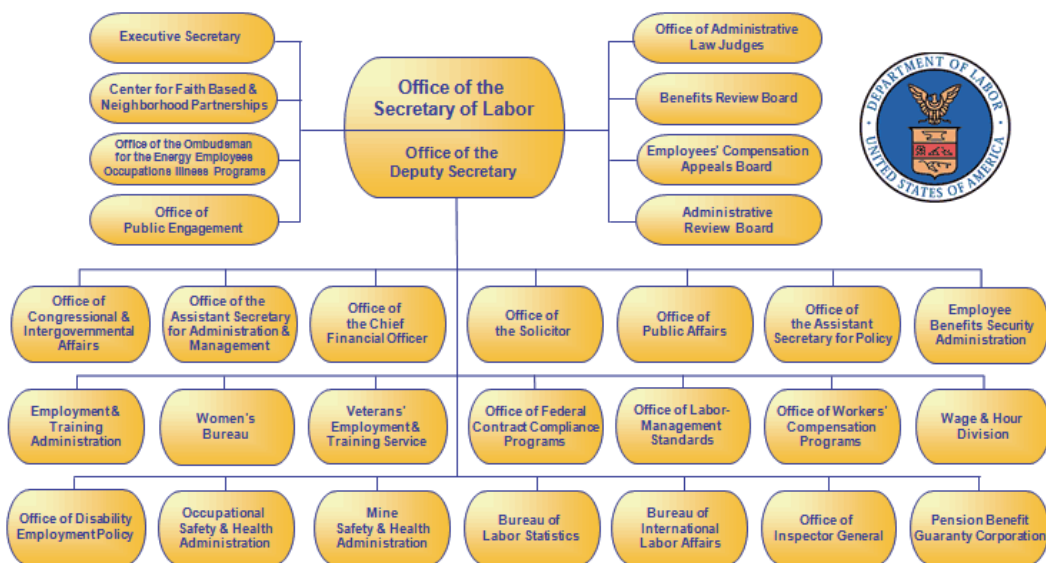 Executive Secretary
Center for Faith Based &
Neighborhood Partnerships
Office of the Ombudsman
for the Energy Employees
Occupations Illness Programs
Office of
Public Engagement
Office of the
Secretary of Labor
Office of the
Deputy Secretary
Office of Administrative
Law Judges
Benefits Review Board
Employees' Compensation
Appeals Board
Administrative
Review Board
DEPARTMENT OF LABOR
UNITED STATES OF AMERICA
Office of
Congressional &
Intergovernmental
Affairs
Office of the
Assistant Secretary
for Administration &
Management
Office of
the Chief
Financial Officer
Office of
the Solicitor
Office of
Public Affairs
Office of
the Assistant
Secretary for Policy
Employee
Benefits Security
Administration
Employment &
Training
Administration
Women's
Bureau
Veterans'
Employment &
Training Service
Office of Federal
Contract Compliance
Programs
Office of Labor-
Management
Standards
Office of Workers'
Compensation
Programs
Wage & Hour
Division
Office of Disability
Employment Policy
Occupational
Safety & Health
Administration
Mine
Safety & Health
Administration
Bureau of
Labor Statistics
Bureau of
International
Labor Affairs
Office of
Inspector General
Pension Benefit
Guaranty Corporation